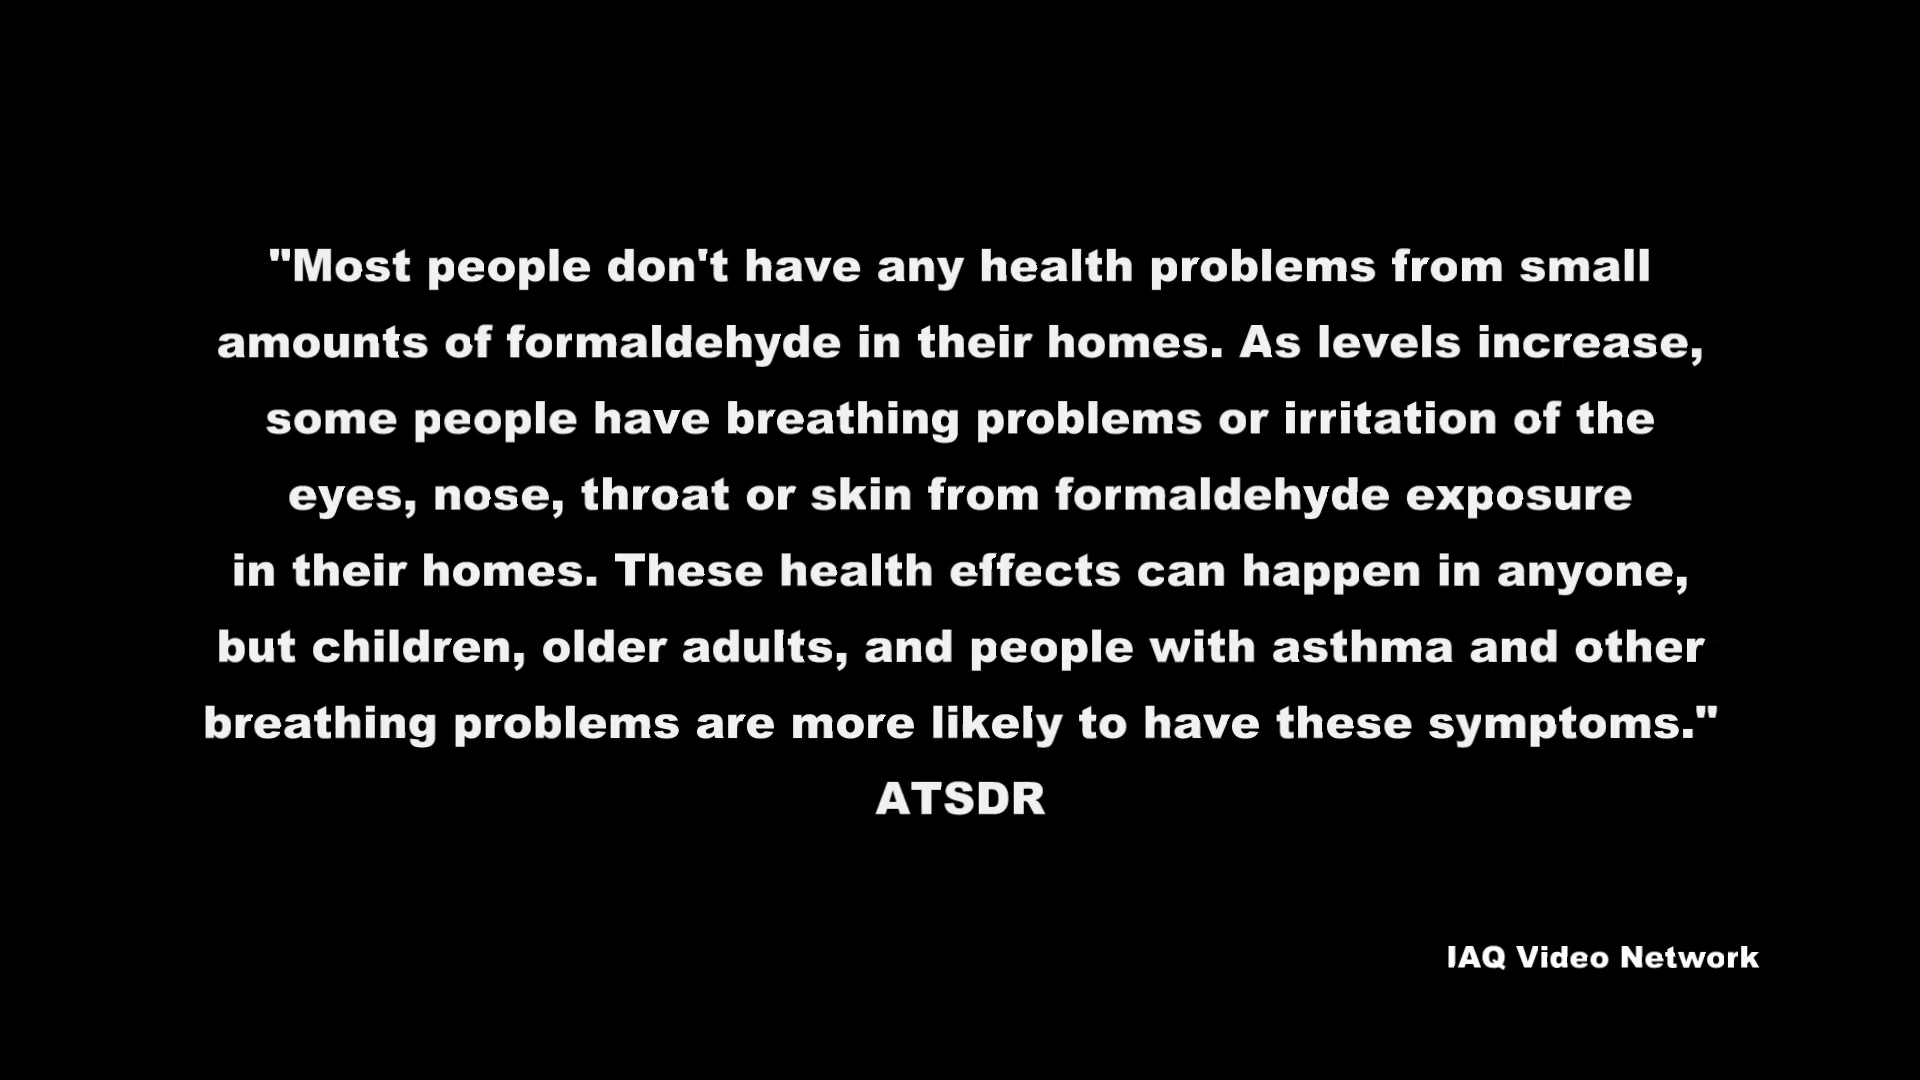 "Most people don't have any health problems from small
amounts of formaldehyde in their homes. As levels increase,
some people have breathing problems or irritation of the
eyes, nose, throat or skin from formaldehyde exposure
in their homes. These health effects can happen in anyone,
but children, older adults, and people with asthma and other
breathing problems are more likely to have these symptoms."
ATSDR
IAQ Video Network